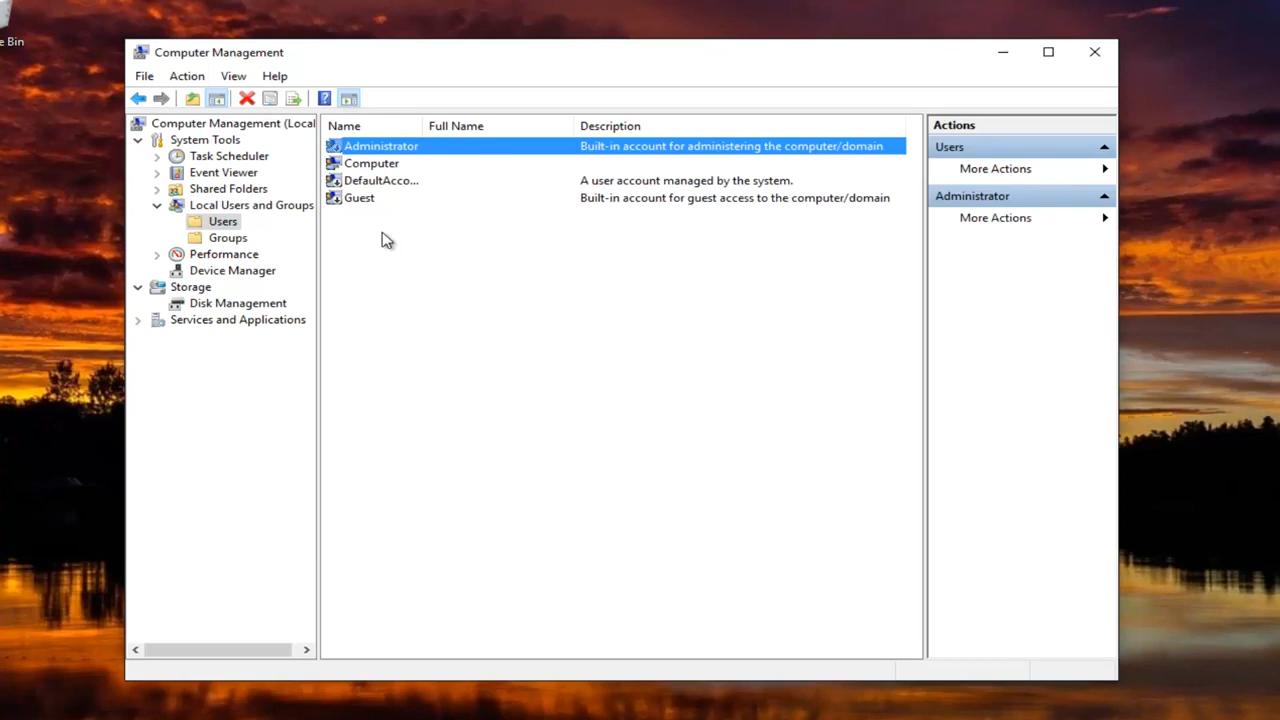 e Bin
Computer Management
File Action View Help
Computer Management (Local
System Tools
Task Scheduler
Event Viewer
Shared Folders
Local Users and Groups
Users
Groups
Performance
Device Manager
Storage
Disk Management
Services and Applications
Name Full Name Description
Administrator Built-in account for administering the computer/domain
Computer
DefaultAcco... A user account managed by the system.
Guest Built-in account for guest access to the computer/domain
Actions
Users
More Actions
Administrator
More Actions